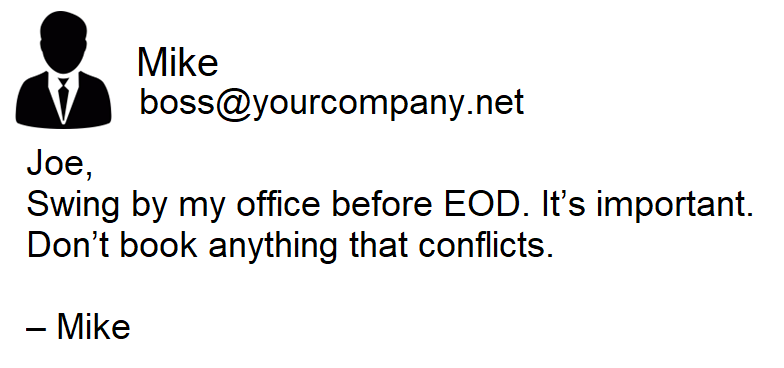 Mike
boss@yourcompany.net
Joe,
Swing by my office before EOD. It’s important.
Don’t book anything that conflicts.
– Mike